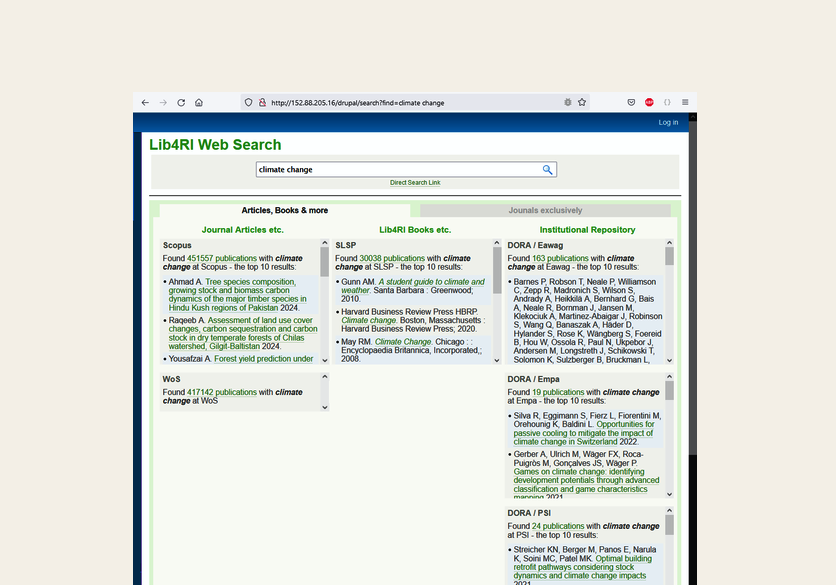 http://152.88.205.16/drupal/search?find=climate change
Log in
Lib4RI Web Search
climate change
Direct Search Link
Articles, Books & more
Jounals exclusively
Journal Articles etc.
Scopus
Found 451557 publications with climate
change at Scopus - the top 10 results:
• Ahmad A. Tree species composition,
growing stock and biomass carbon
dynamics of the major timber species in
Hindu Kush regions of Pakistan 2024.
• Raqeeb A. Assessment of land use cover
changes, carbon sequestration and carbon
stock in dry temperate forests of Chilas
watershed, Gilgit-Baltistan 2024.
• Yousafzai A. Forest yield prediction under
WoS
Found 417142 publications with climate
change at WoS
Lib4RI Books etc.
SLSP
Found 30038 publications with climate
change at SLSP - the top 10 results:
• Gunn AM. A student guide to climate and
weather. Santa Barbara : Greenwood;
2010.
• Harvard Business Review Press HBRP.
Climate change. Boston, Massachusetts :
Harvard Business Review Press; 2020.
• May RM. Climate Change. Chicago : :
Encyclopaedia Britannica, Incorporated,;
2008.
Institutional Repository
DORA / Eawag
Found 163 publications with climate
change at Eawag - the top 10 results:
• Barnes P, Robson T, Neale P, Williamson
C, Zepp R, Madronich S, Wilson S,
Andrady A, Heikkilä A, Bernhard G, Bais
A, Neale R, Bornman J, Jansen M,
Klekociuk A, Martinez-Abaigar J, Robinson
S, Wang Q, Banaszak A, Häder D,
Hylander S, Rose K, Wängberg S, Foereid
B, Hou W, Ossola R, Paul N, Ukpebor J,
Andersen M, Longstreth J, Schikowski T,
Solomon K, Sulzberger B, Bruckman L,
DORA / Empa
Found 19 publications with climate change
at Empa - the top 10 results:
• Silva R, Eggimann S, Fierz L, Fiorentini M,
Orehounig K, Baldini L. Opportunities for
passive cooling to mitigate the impact of
climate change in Switzerland 2022.
• Gerber A, Ulrich M, Wäger FX, Roca-
Puigròs M, Gonçalves JS, Wäger P.
Games on climate change: identifying
development potentials through advanced
classification and game characteristics
mapping 2021.
DORA / PSI
Found 24 publications with climate change
at PSI - the top 10 results:
• Streicher KN, Berger M, Panos E, Narula
K, Soini MC, Patel MK. Optimal building
retrofit pathways considering stock
dynamics and climate change impacts
2021.